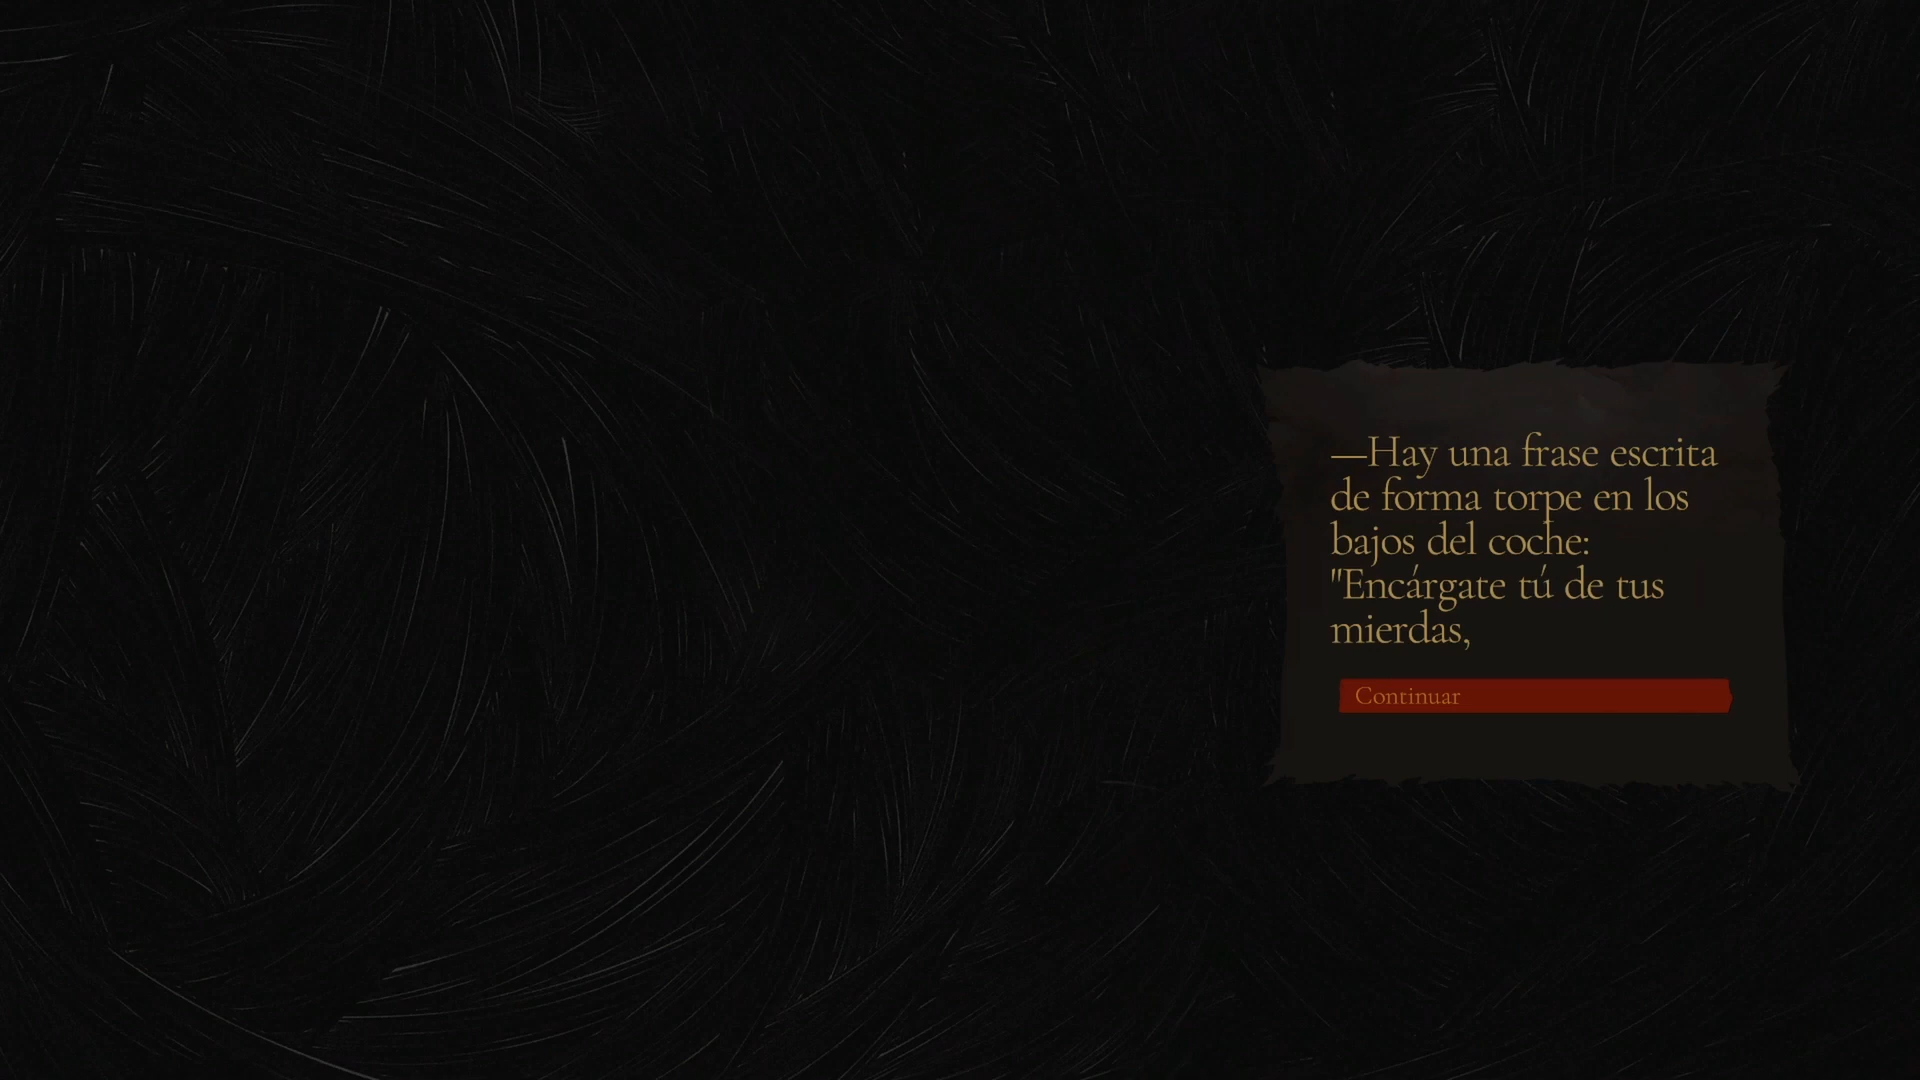 —Hay una frase escrita
de forma torpe en los
bajos del coche:
"Encárgate tú de tus
mierdas,
Continuar